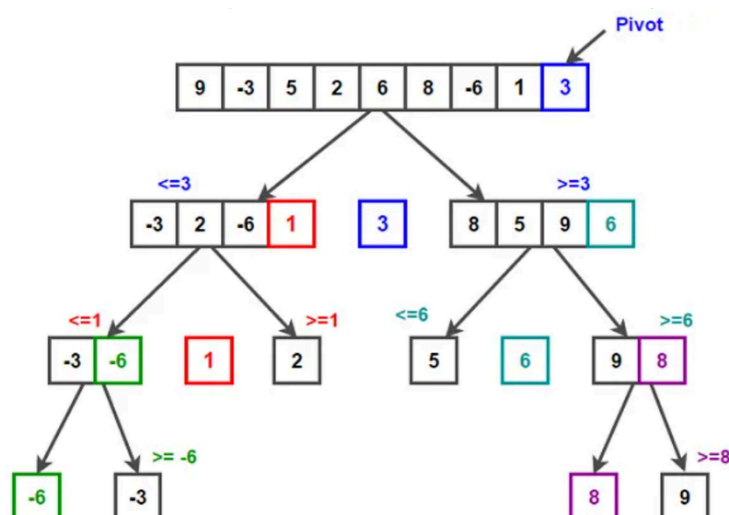 Pivot
9 -3 5 2 6 8 -6 1 3
<=3 >=3
-3 2 -6 1 3 8 5 9 6
<=1 >=1 <=6 >=6
-3 -6 1 2 5 6 9 8
>= -6 >=8
-6 -3 8 9